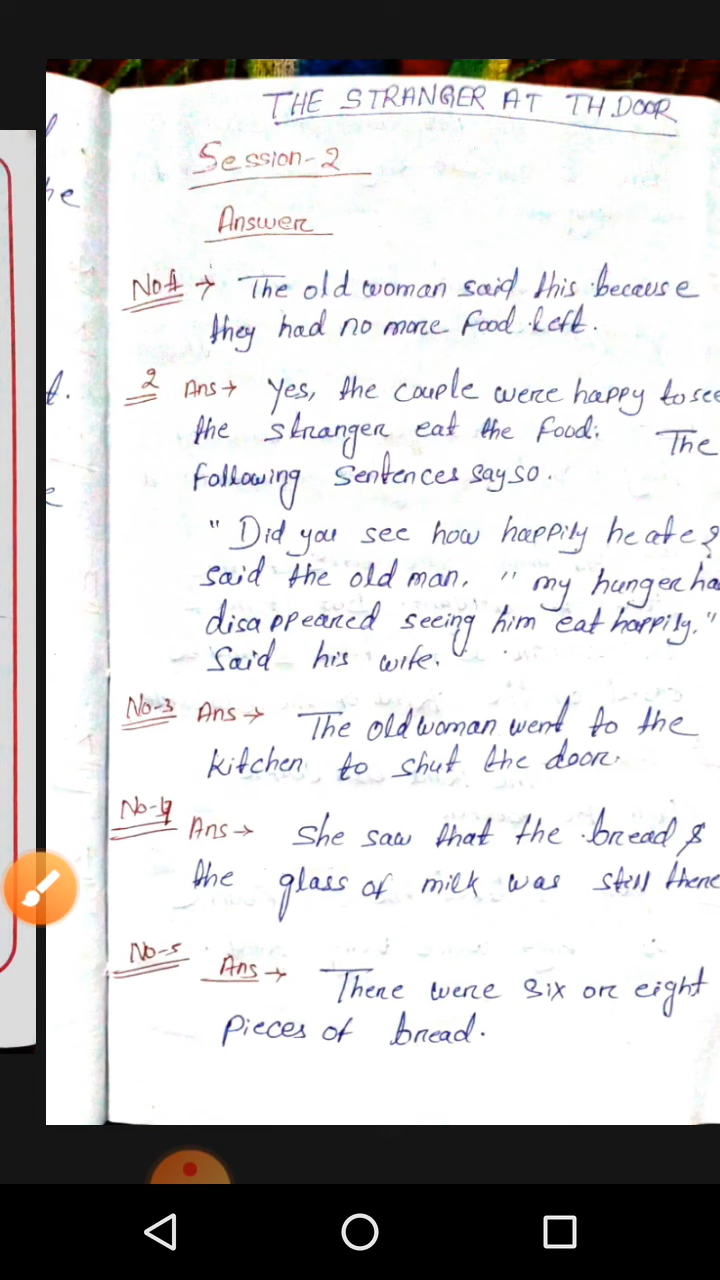 THE STRANGER AT TH. DOOR
Session-2
Answer
No 1 → The old woman said this because
they had no more food left.
2 Ans → Yes, the couple were happy to see
the stranger eat the food. The
following sentences say so.
" Did you see how happily he ate ?
said the old man. " my hunger ha
disappeared seeing him eat happily."
Said his wife.
No-3 Ans → The old woman went to the
kitchen to shut the door.
No-4 Ans → She saw that the bread &
the glass of milk was still there
No-5 Ans → There were six or eight
pieces of bread.
he
t.